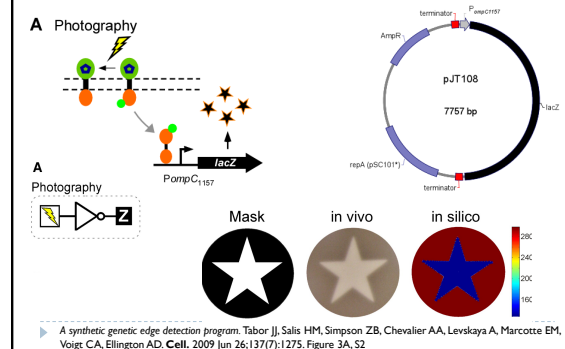 A Photography
lacZ
PompC1157
A
Photography
Z
terminator
PompC1157
AmpR
pJT108
7757 bp
lacZ
repA (pSC101*)
terminator
Mask
in vivo
in silico
280
240
200
160
A synthetic genetic edge detection program. Tabor JJ, Salis HM, Simpson ZB, Chevalier AA, Levskaya A, Marcotte EM,
Voigt CA, Ellington AD. Cell. 2009 Jun 26;137(7):1275. Figure 3A, S2